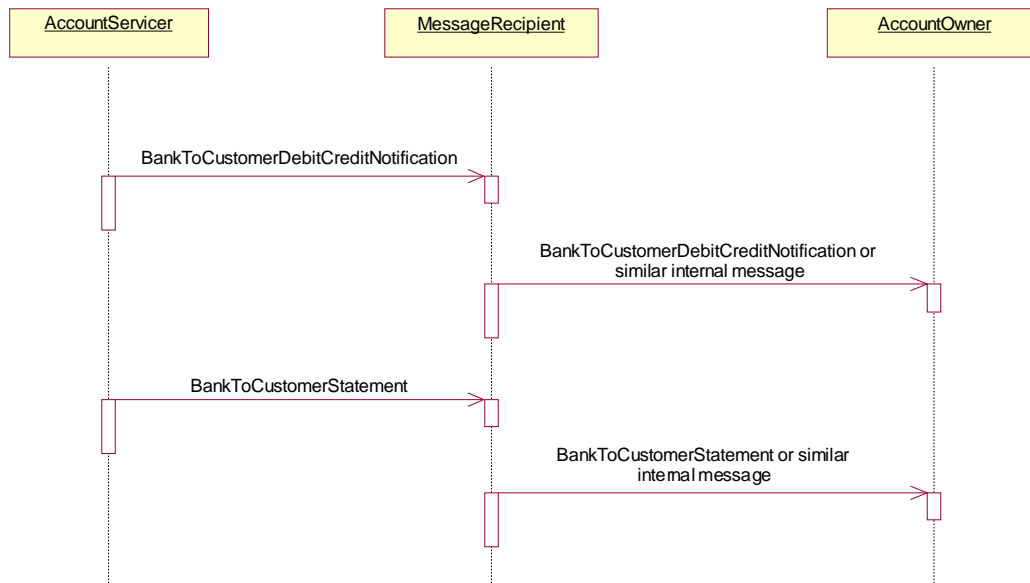 AccountServicer
MessageRecipient
AccountOwner
BankToCustomerDebitCreditNotification
BankToCustomerDebitCreditNotification or
similar internal message
BankToCustomerStatement
BankToCustomerStatement or similar
internal message